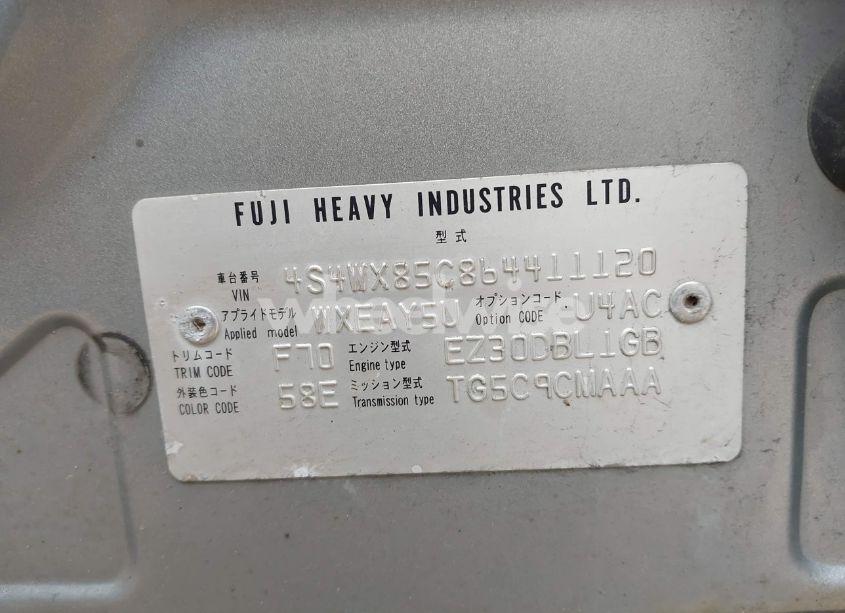 FUJI HEAVY INDUSTRIES LTD.
型式
車台番号 VIN 4S4WX85C864411120
アプライドモデル Applied model WXEAY5U オプションコード Option CODE U4AC
トリムコード TRIM CODE F70 エンジン型式 Engine type EZ30DBL1GB
外装色コード COLOR CODE 58E ミッション型式 Transmission type TG5C9CMAAA